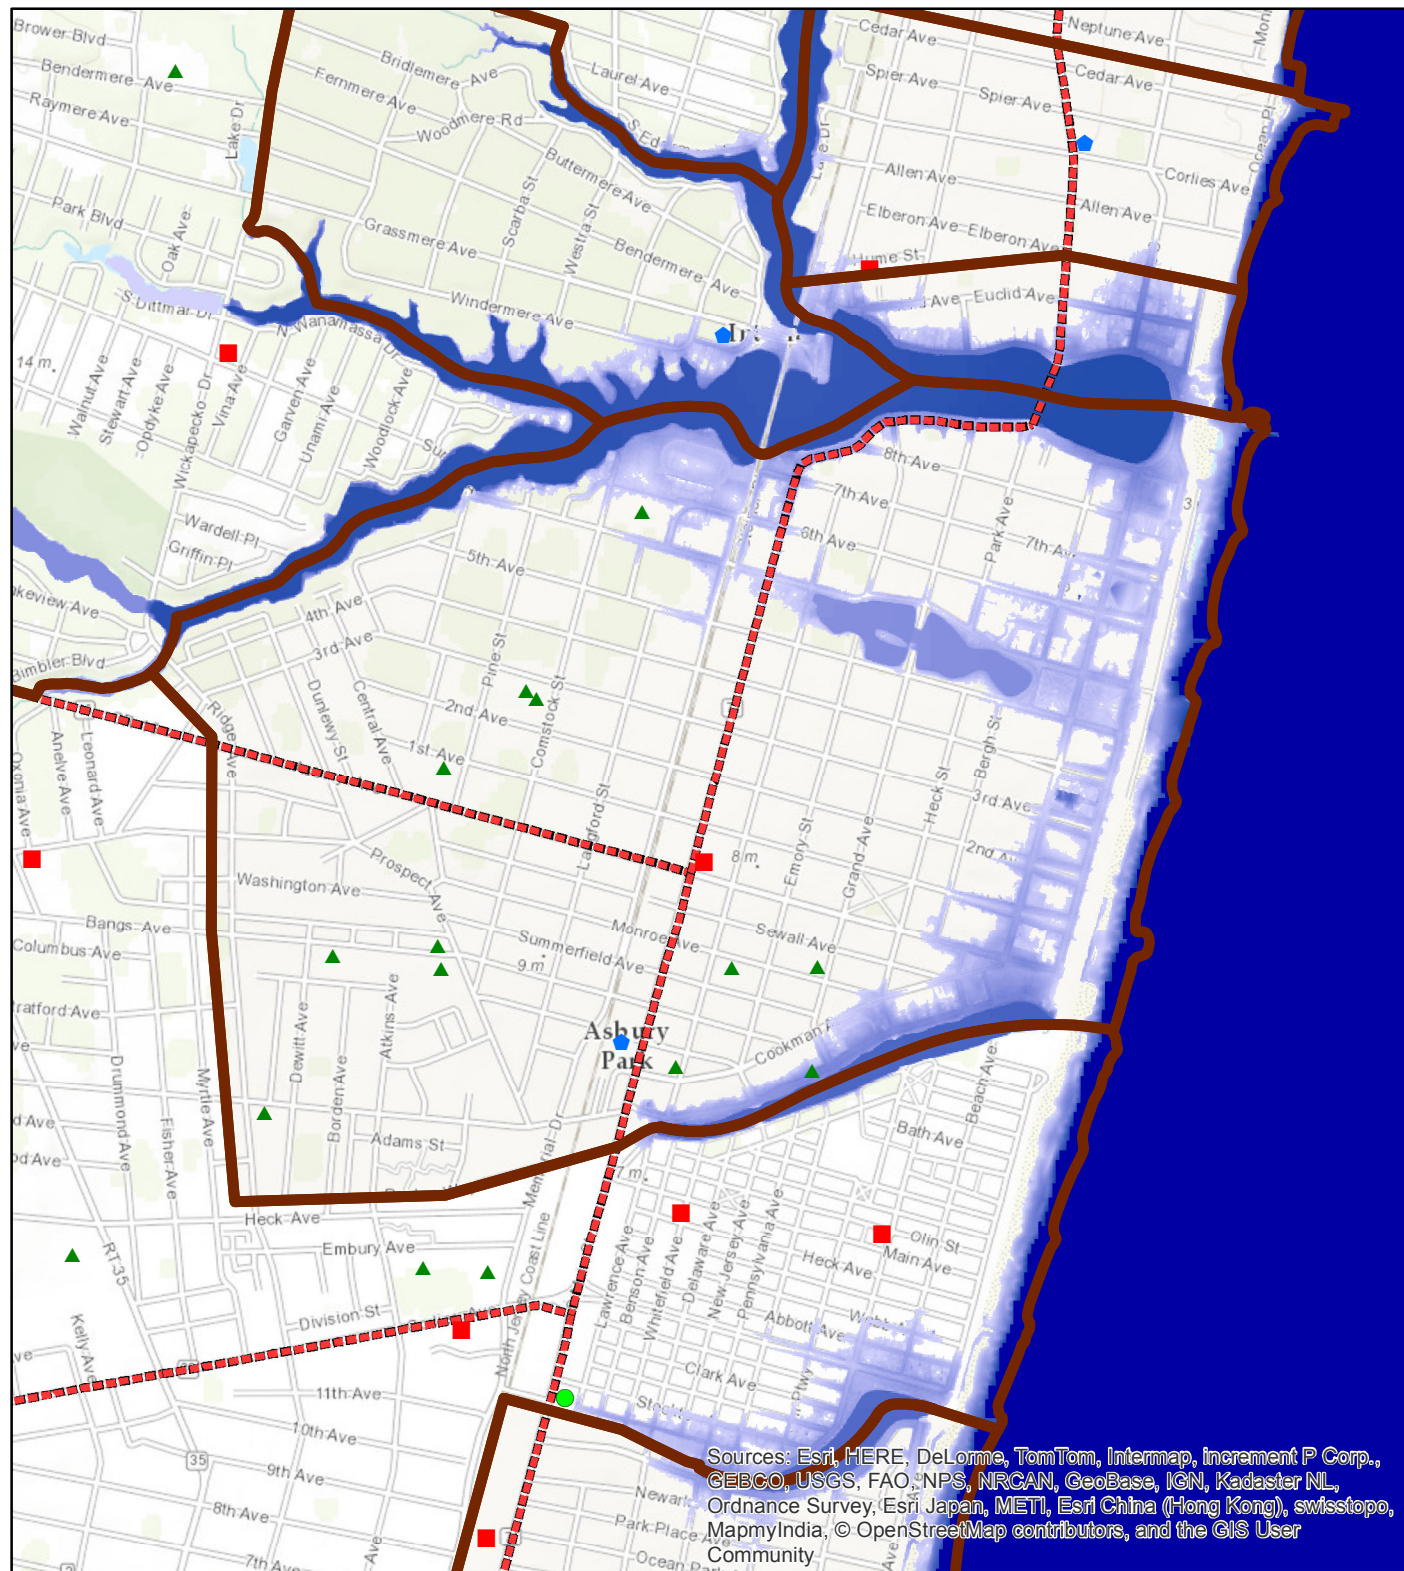 Brower Blvd
Bendermere Ave
Raymere Ave
Lake Dr
Park Blvd
Oak Ave
S Dittmar Dr
N Wanamassa Dr
Fernmere Ave
Bridlemere Ave
Woodmere Rd
Buttermere Ave
Laurel Ave
Grassmere Ave
Scarba St
Westra St
Bendermere Ave
Windermere Ave
Cedar Ave
Neptune Ave
Cedar Ave
Spier Ave
Spier Ave
Ocean Pl
Allen Ave
Corlies Ave
Allen Ave
Elberon Ave
Elberon Ave
Hume St
Euclid Ave
14 m
Walnut Ave
Stewart Ave
Opdyke Ave
Wickapecko Dr
Vina Ave
Garven Ave
Unami Ave
Woodlock Ave
Wardell Pl
Griffin Pl
8th Ave
7th Ave
6th Ave
Park Ave
7th Ave
5th Ave
4th Ave
3rd Ave
Bimbler Blvd
Pine St
2nd Ave
Comstock St
1st Ave
Dunlewy St
Central Ave
Ridge Ave
Oxonia Ave
Anelve Ave
Leonard Ave
Langford St
Bergh St
Heck St
3rd Ave
2nd Av
Emory St
Grand Ave
8 m
Prospect Ave
Washington Ave
Bangs Ave
Columbus Ave
Monroe Ave
Sewall Ave
Summerfield Ave
9 m
Atkins Ave
Dewitt Ave
Borden Ave
Drummond Ave
Fisher Ave
Myrtle Ave
Asbury
Park
Cookman
Beach Ave
Bath Ave
Adams St
Memorial Dr
7 m
Heck Ave
Embury Ave
Division St
RT 35
Kelly Ave
North Jersey Coast Line
Lawrence Ave
Benson Ave
Whitefield Ave
Delaware Ave
New Jersey Ave
Pennsylvania Ave
Olin St
Main Ave
Heck Ave
Abbott Ave
Clark Ave
11th Ave
10th Ave
35
9th Ave
8th Ave
7th Ave
Newark
Park Place Ave
Sources: Esri, HERE, DeLorme, TomTom, Intermap, increment P Corp.,
GEBCO, USGS, FAO, NPS, NRCAN, GeoBase, IGN, Kadaster NL,
Ordnance Survey, Esri Japan, METI, Esri China (Hong Kong), swisstopo,
MapmyIndia, © OpenStreetMap contributors, and the GIS User
Community